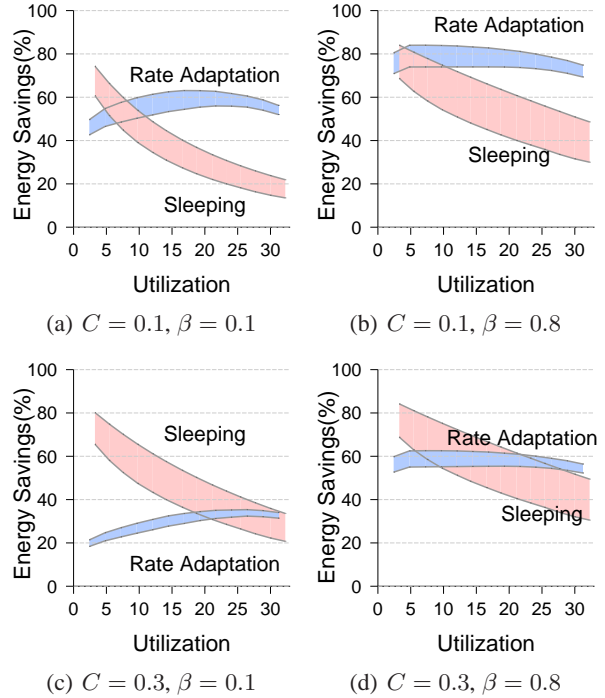 Energy Savings(%)
100
80
60
40
20
0
Rate Adaptation
Sleeping
0 5 10 15 20 25 30
Utilization
(a) C = 0.1, β = 0.1
Energy Savings(%)
100
80
60
40
20
0
Rate Adaptation
Sleeping
0 5 10 15 20 25 30
Utilization
(b) C = 0.1, β = 0.8
Energy Savings(%)
100
80
60
40
20
0
Sleeping
Rate Adaptation
0 5 10 15 20 25 30
Utilization
(c) C = 0.3, β = 0.1
Energy Savings(%)
100
80
60
40
20
0
Rate Adaptation
Sleeping
0 5 10 15 20 25 30
Utilization
(d) C = 0.3, β = 0.8